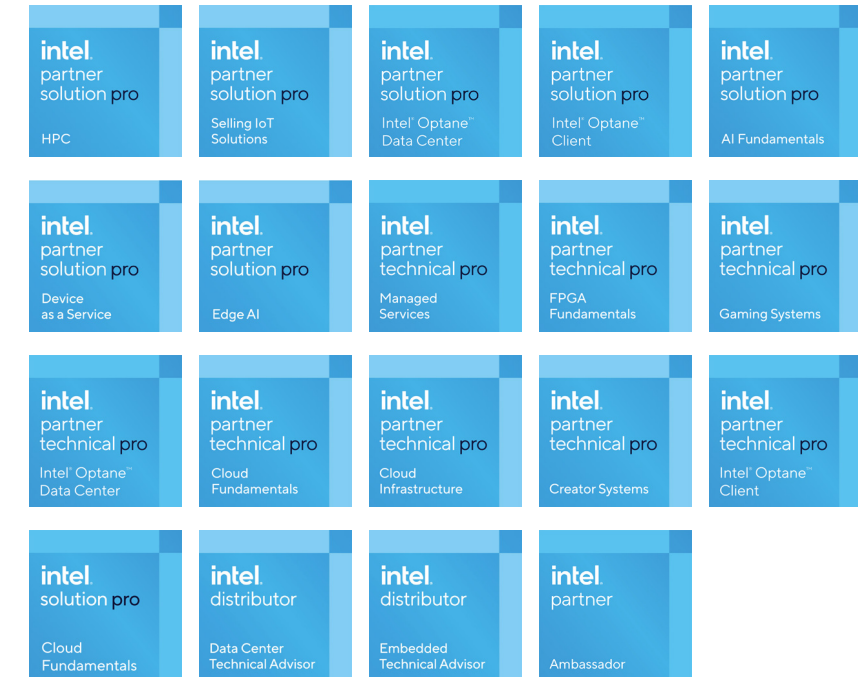 intel.
partner
solution pro
HPC
intel.
partner
solution pro
Selling IoT
Solutions
intel.
partner
solution pro
Intel® Optane™
Data Center
intel.
partner
solution pro
Intel® Optane™
Client
intel.
partner
solution pro
AI Fundamentals
intel.
partner
solution pro
Device
as a Service
intel.
partner
solution pro
Edge AI
intel.
partner
technical pro
Managed
Services
intel.
partner
technical pro
FPGA
Fundamentals
intel.
partner
technical pro
Gaming Systems
intel.
partner
technical pro
Intel® Optane™
Data Center
intel.
partner
technical pro
Cloud
Fundamentals
intel.
partner
technical pro
Cloud
Infrastructure
intel.
partner
technical pro
Creator Systems
intel.
partner
technical pro
Intel® Optane™
Client
intel.
solution pro
Cloud
Fundamentals
intel.
distributor
Data Center
Technical Advisor
intel.
distributor
Embedded
Technical Advisor
intel.
partner
Ambassador